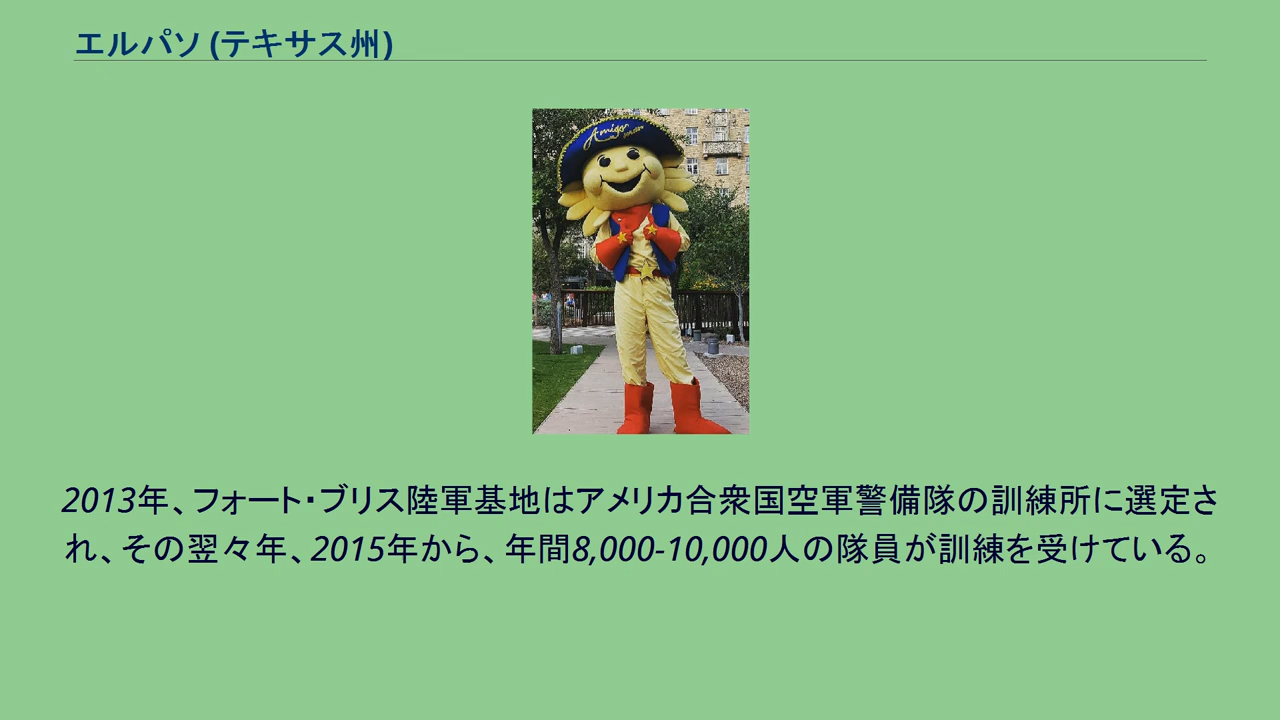 エルパソ (テキサス州)
Amigo
2013年、フォート・ブリス陸軍基地はアメリカ合衆国空軍警備隊の訓練所に選定さ
れ、その翌々年、2015年から、年間8,000-10,000人の隊員が訓練を受けている。